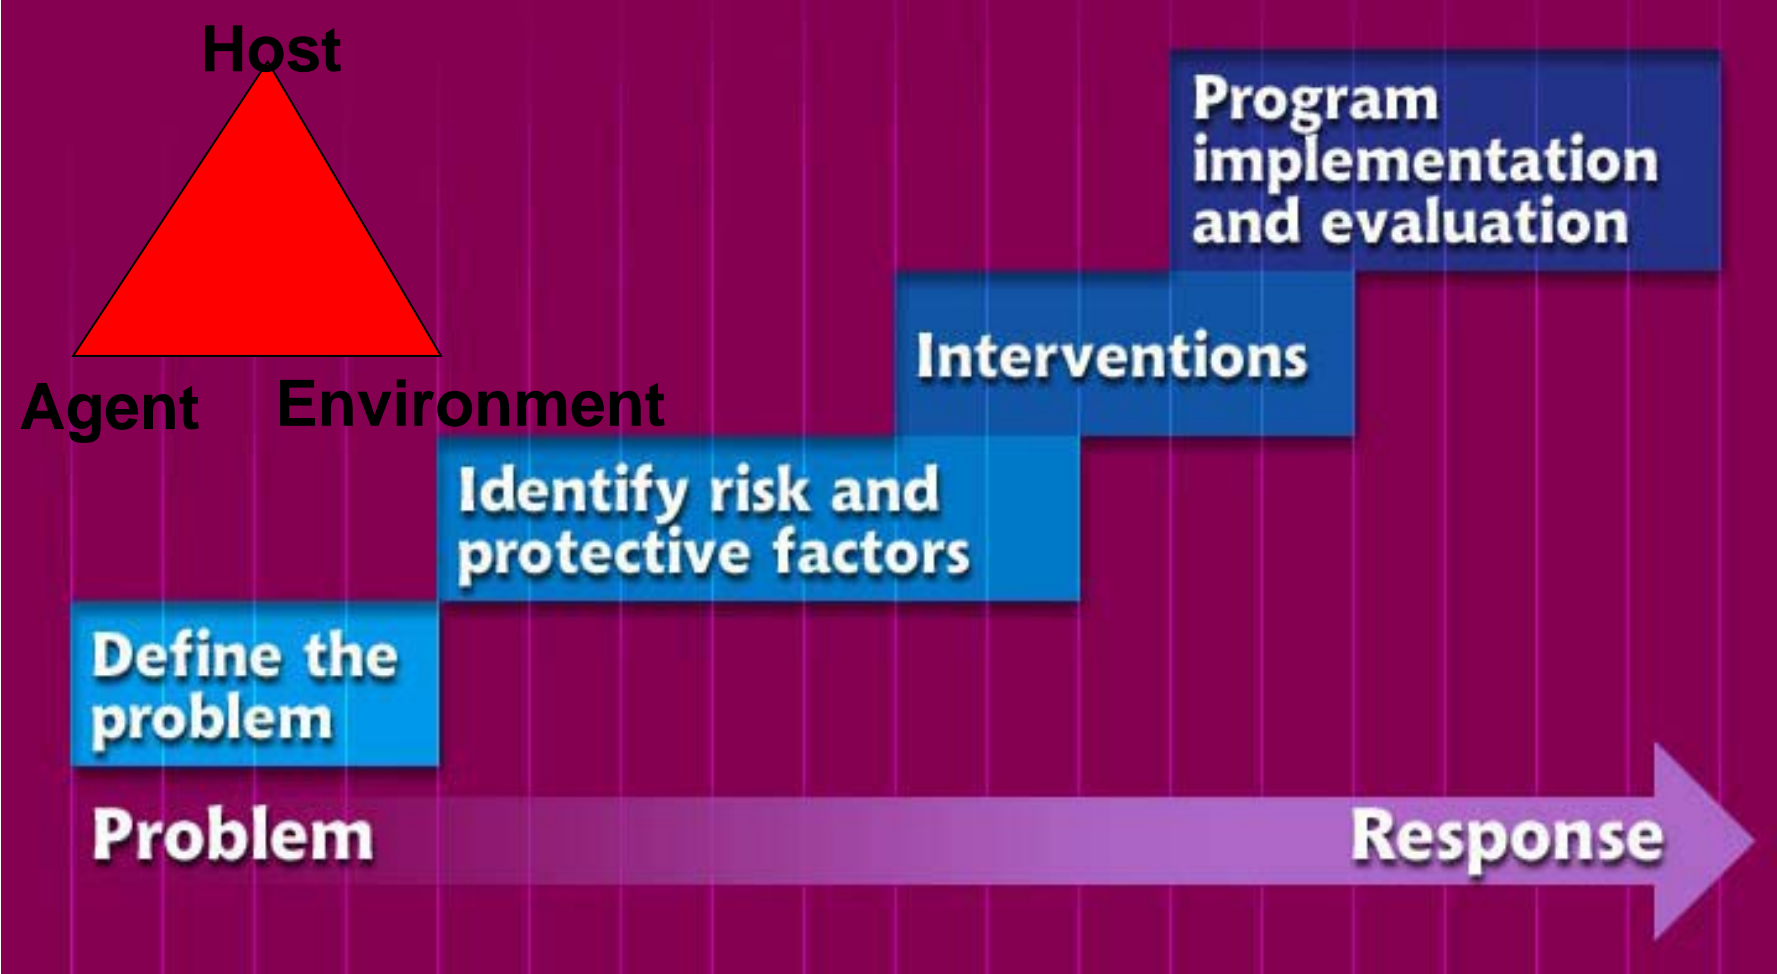 Host
Agent
Environment
Program
implementation
and evaluation
Interventions
Identify risk and
protective factors
Define the
problem
Problem
Response